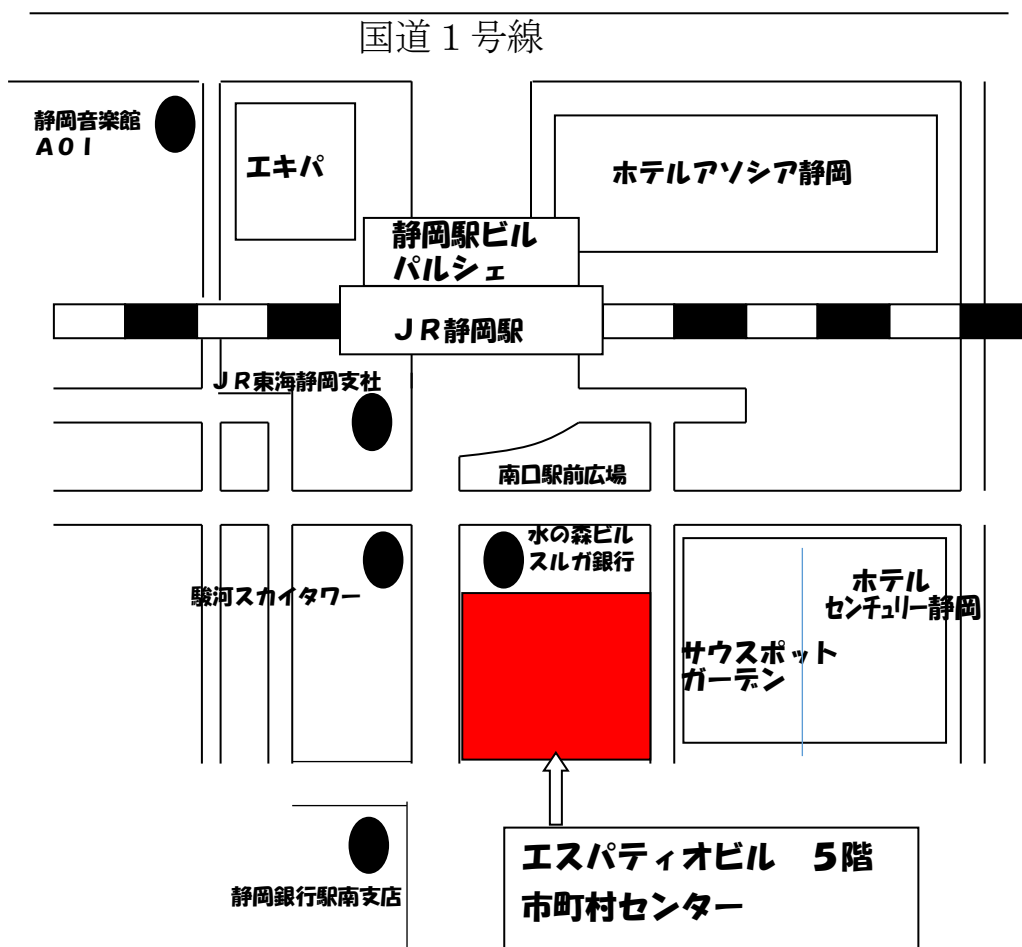 国道１号線
静岡音楽館
ＡＯＩ
エキパ
ホテルアソシア静岡
静岡駅ビル
パルシェ
ＪＲ静岡駅
ＪＲ東海静岡支社
南口駅前広場
水の森ビル
スルガ銀行
駿河スカイタワー
ホテル
センチュリー静岡
サウスポット
ガーデン
エスパティオビル　５階
市町村センター
静岡銀行駅南支店